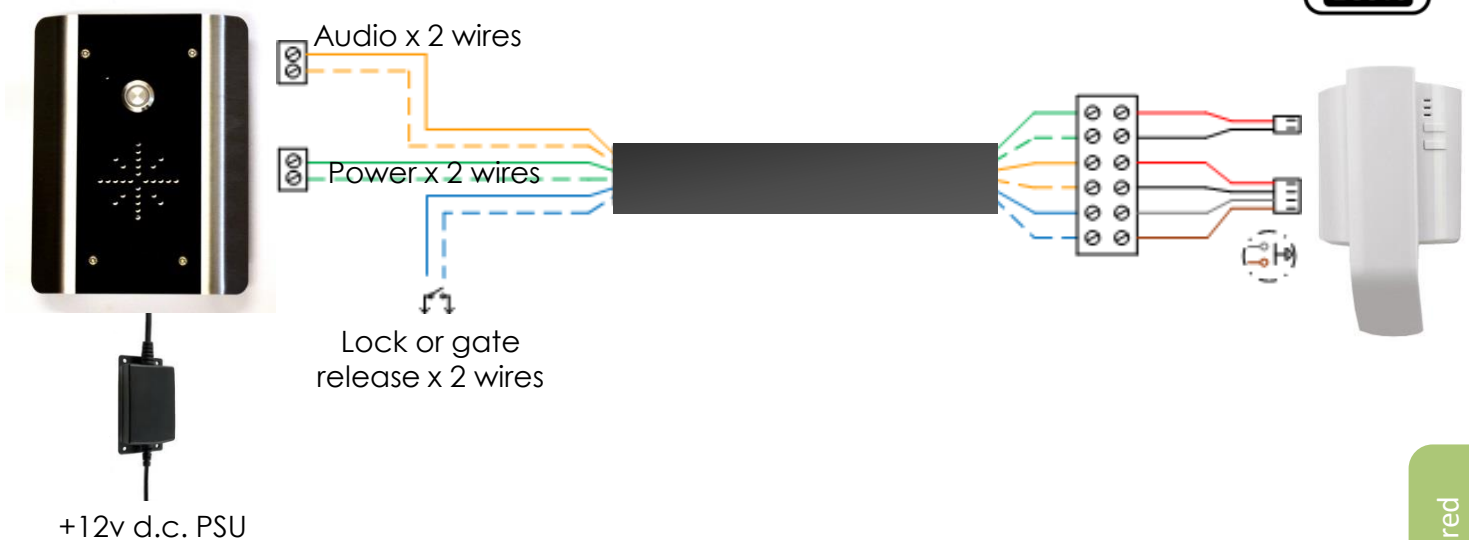 Audio x 2 wires
Power x 2 wires
Lock or gate
release x 2 wires
+12v d.c. PSU
red